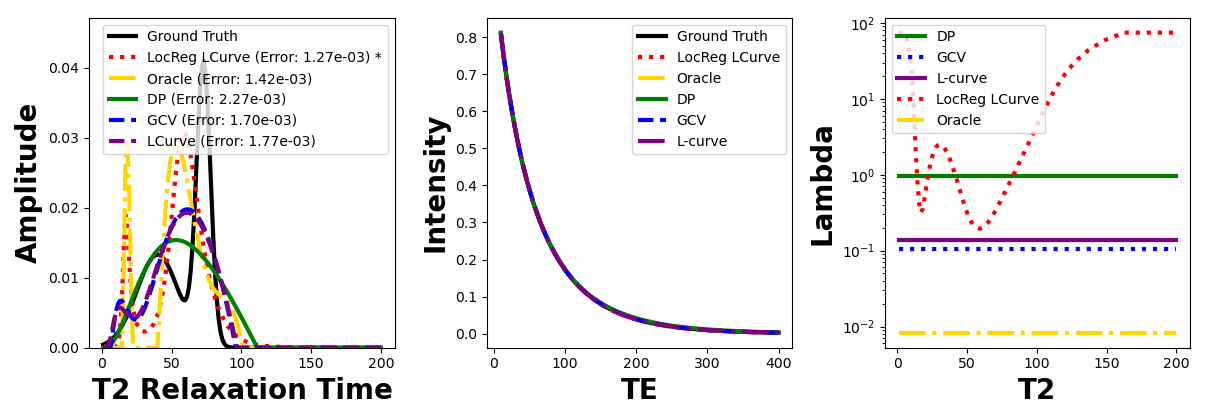 Amplitude
0.04
0.03
0.02
0.01
0.00
Ground Truth
LocReg LCurve (Error: 1.27e-03) *
Oracle (Error: 1.42e-03)
DP (Error: 2.27e-03)
GCV (Error: 1.70e-03)
LCurve (Error: 1.77e-03)
0 50 100 150 200
T2 Relaxation Time
Intensity
0.8
0.7
0.6
0.5
0.4
0.3
0.2
0.1
0.0
Ground Truth
LocReg LCurve
Oracle
DP
GCV
L-curve
0 100 200 300 400
TE
Lambda
10²
10¹
10⁰
10⁻¹
10⁻²
DP
GCV
L-curve
LocReg LCurve
Oracle
0 50 100 150 200
T2